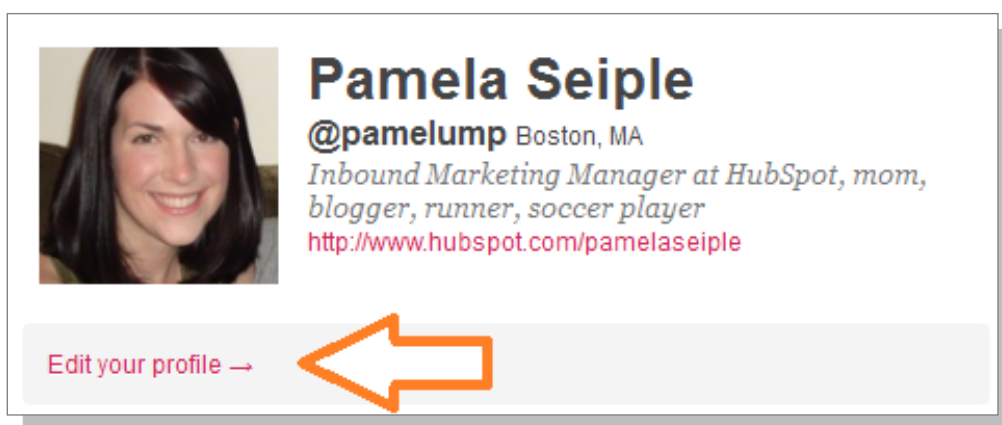 Pamela Seiple
@pamelump Boston, MA
Inbound Marketing Manager at HubSpot, mom,
blogger, runner, soccer player
http://www.hubspot.com/pamelaseiple
Edit your profile →